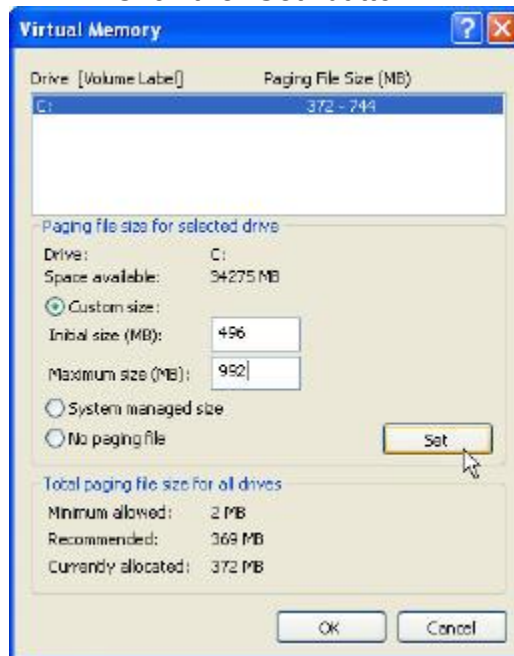 Virtual Memory
Drive [Volume Label] Paging File Size (MB)
C: 372 - 744
Paging file size for selected drive
Drive: C:
Space available: 34275 MB
Custom size:
Initial size (MB): 496
Maximum size (MB): 992
System managed size
No paging file
Set
Total paging file size for all drives
Minimum allowed: 2 MB
Recommended: 369 MB
Currently allocated: 372 MB
OK Cancel